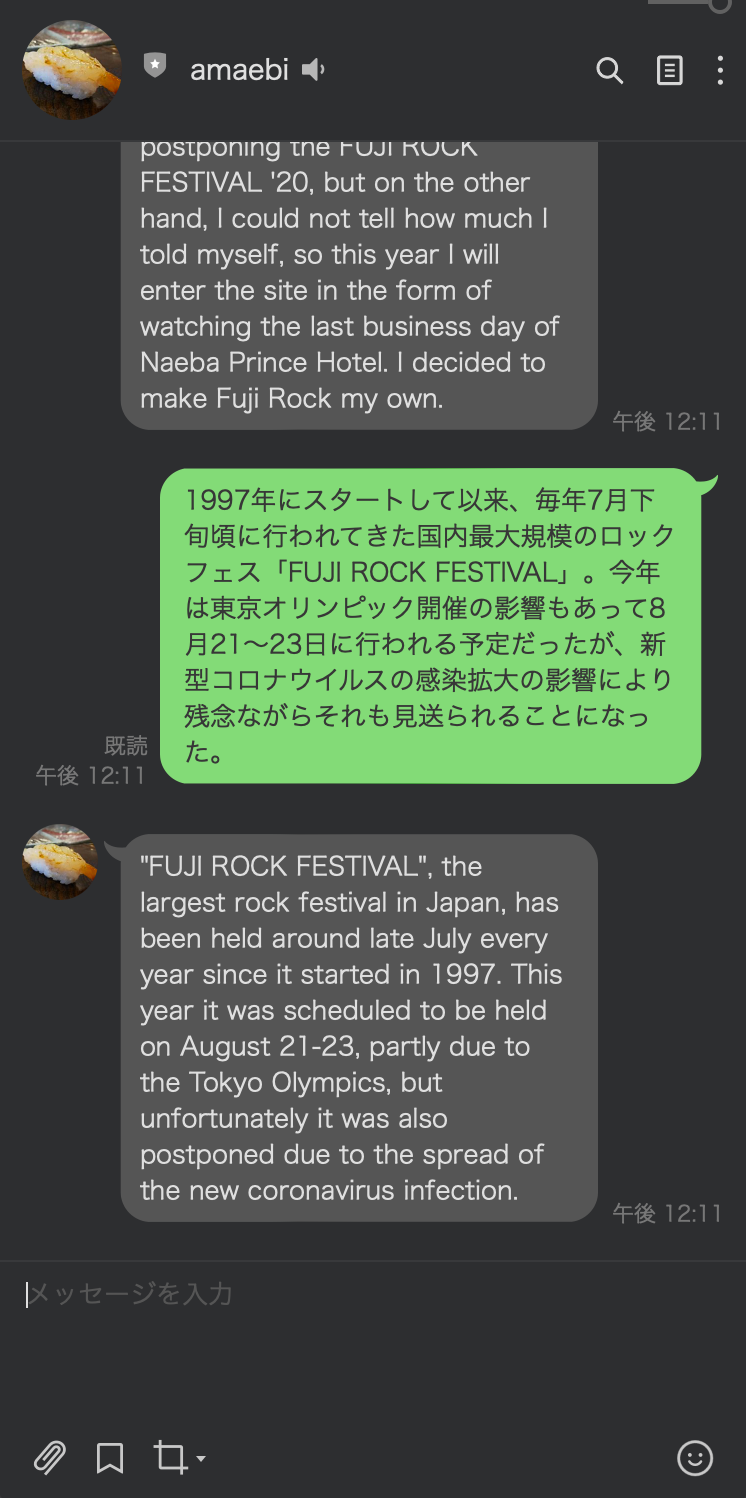 amaebi
postponing the FUJI ROCK
FESTIVAL '20, but on the other
hand, I could not tell how much I
told myself, so this year I will
enter the site in the form of
watching the last business day of
Naeba Prince Hotel. I decided to
make Fuji Rock my own.
午後 12:11
1997年にスタートして以来、毎年7月下
旬頃に行われてきた国内最大規模のロック
フェス「FUJI ROCK FESTIVAL」。今年
は東京オリンピック開催の影響もあって8
月21〜23日に行われる予定だったが、新
型コロナウイルスの感染拡大の影響により
残念ながらそれも見送られることになっ
た。
既読
午後 12:11
"FUJI ROCK FESTIVAL", the
largest rock festival in Japan, has
been held around late July every
year since it started in 1997. This
year it was scheduled to be held
on August 21-23, partly due to
the Tokyo Olympics, but
unfortunately it was also
postponed due to the spread of
the new coronavirus infection.
午後 12:11
メッセージを入力